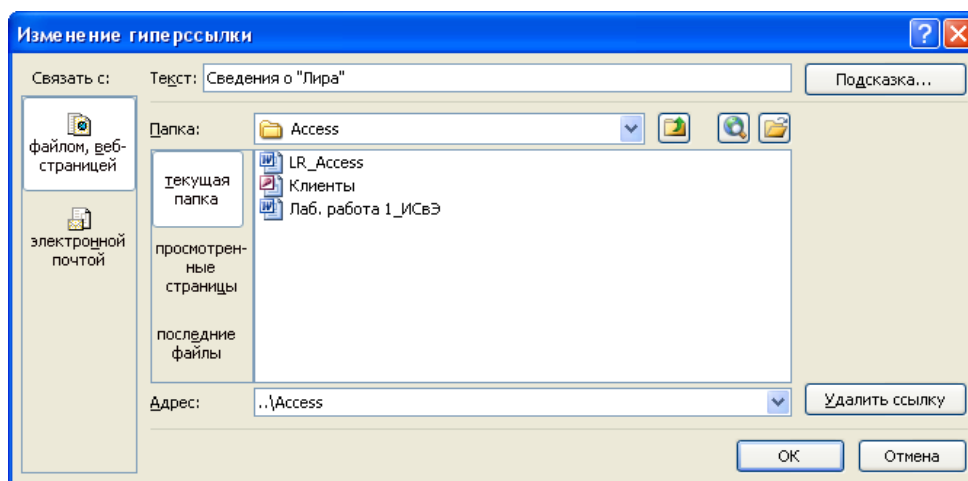 Изменение гиперссылки
Связать с:
Текст:
Сведения о "Лира"
Подсказка...
файлом, веб-
страницей
Папка:
Access
текущая
папка
LR_Access
Клиенты
Лаб. работа 1_ИСвЭ
электронной
почтой
просмотрен-
ные
страницы
последние
файлы
Адрес:
..\Access
Удалить ссылку
ОК
Отмена